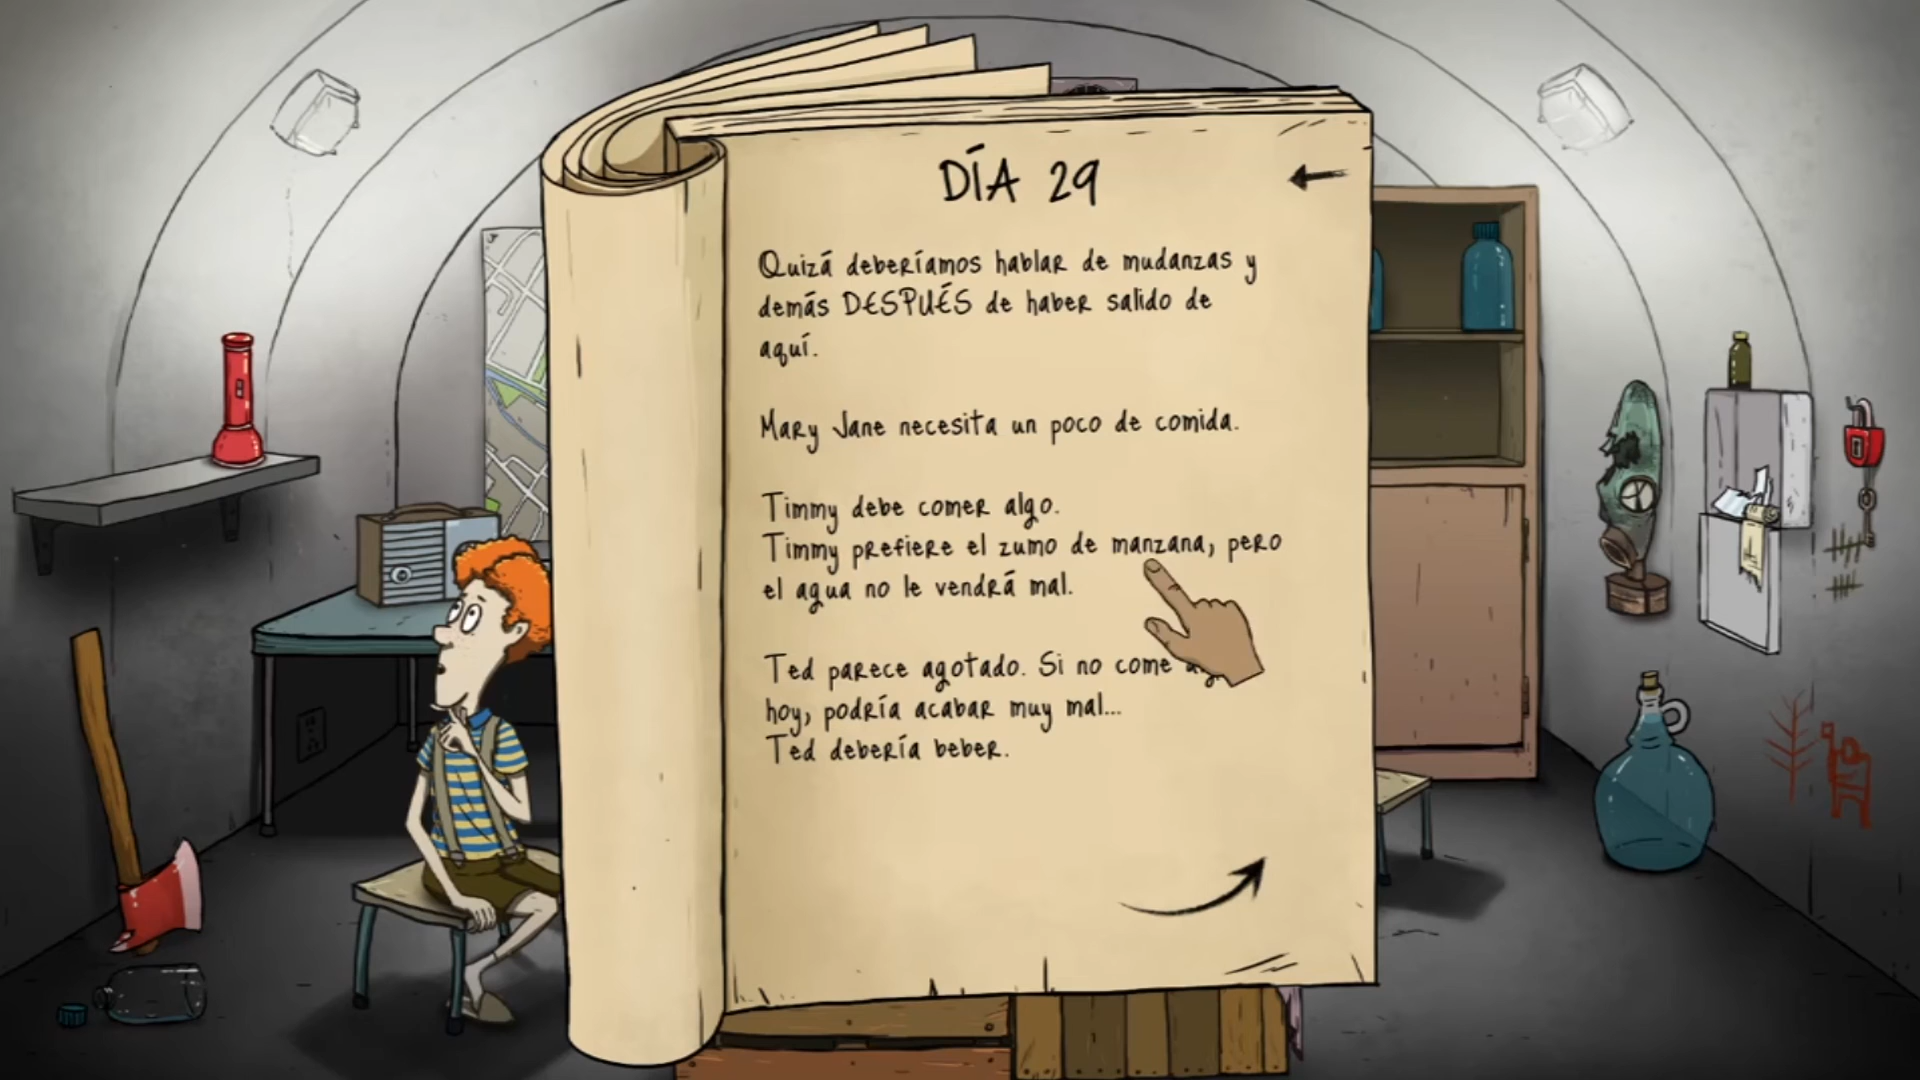 DÍA 29
Quizá deberíamos hablar de mudanzas y
demás DESPUÉS de haber salido de
aquí.
Mary Jane necesita un poco de comida.
Timmy debe comer algo.
Timmy prefiere el zumo de manzana, pero
el agua no le vendrá mal.
Ted parece agotado. Si no come
hoy, podría acabar muy mal...
Ted debería beber.